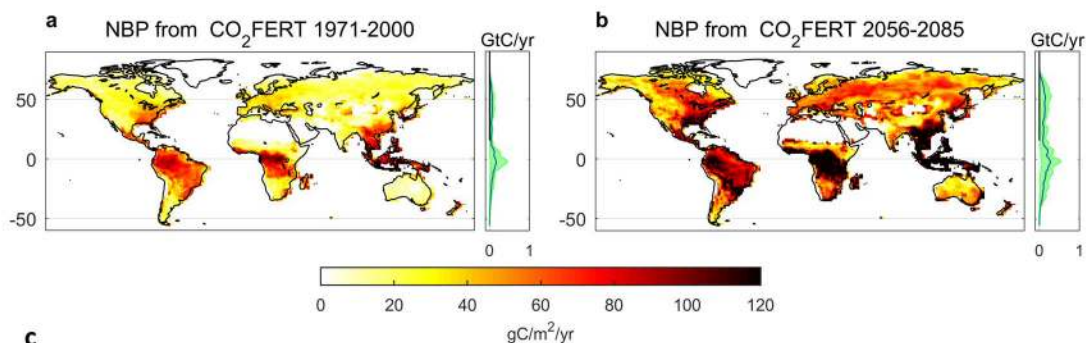 a
NBP from CO₂FERT 1971-2000
GtC/yr
50
0
-50
0 1
b
NBP from CO₂FERT 2056-2085
GtC/yr
50
0
-50
0 1
0 20 40 60 80 100 120
gC/m²/yr
c